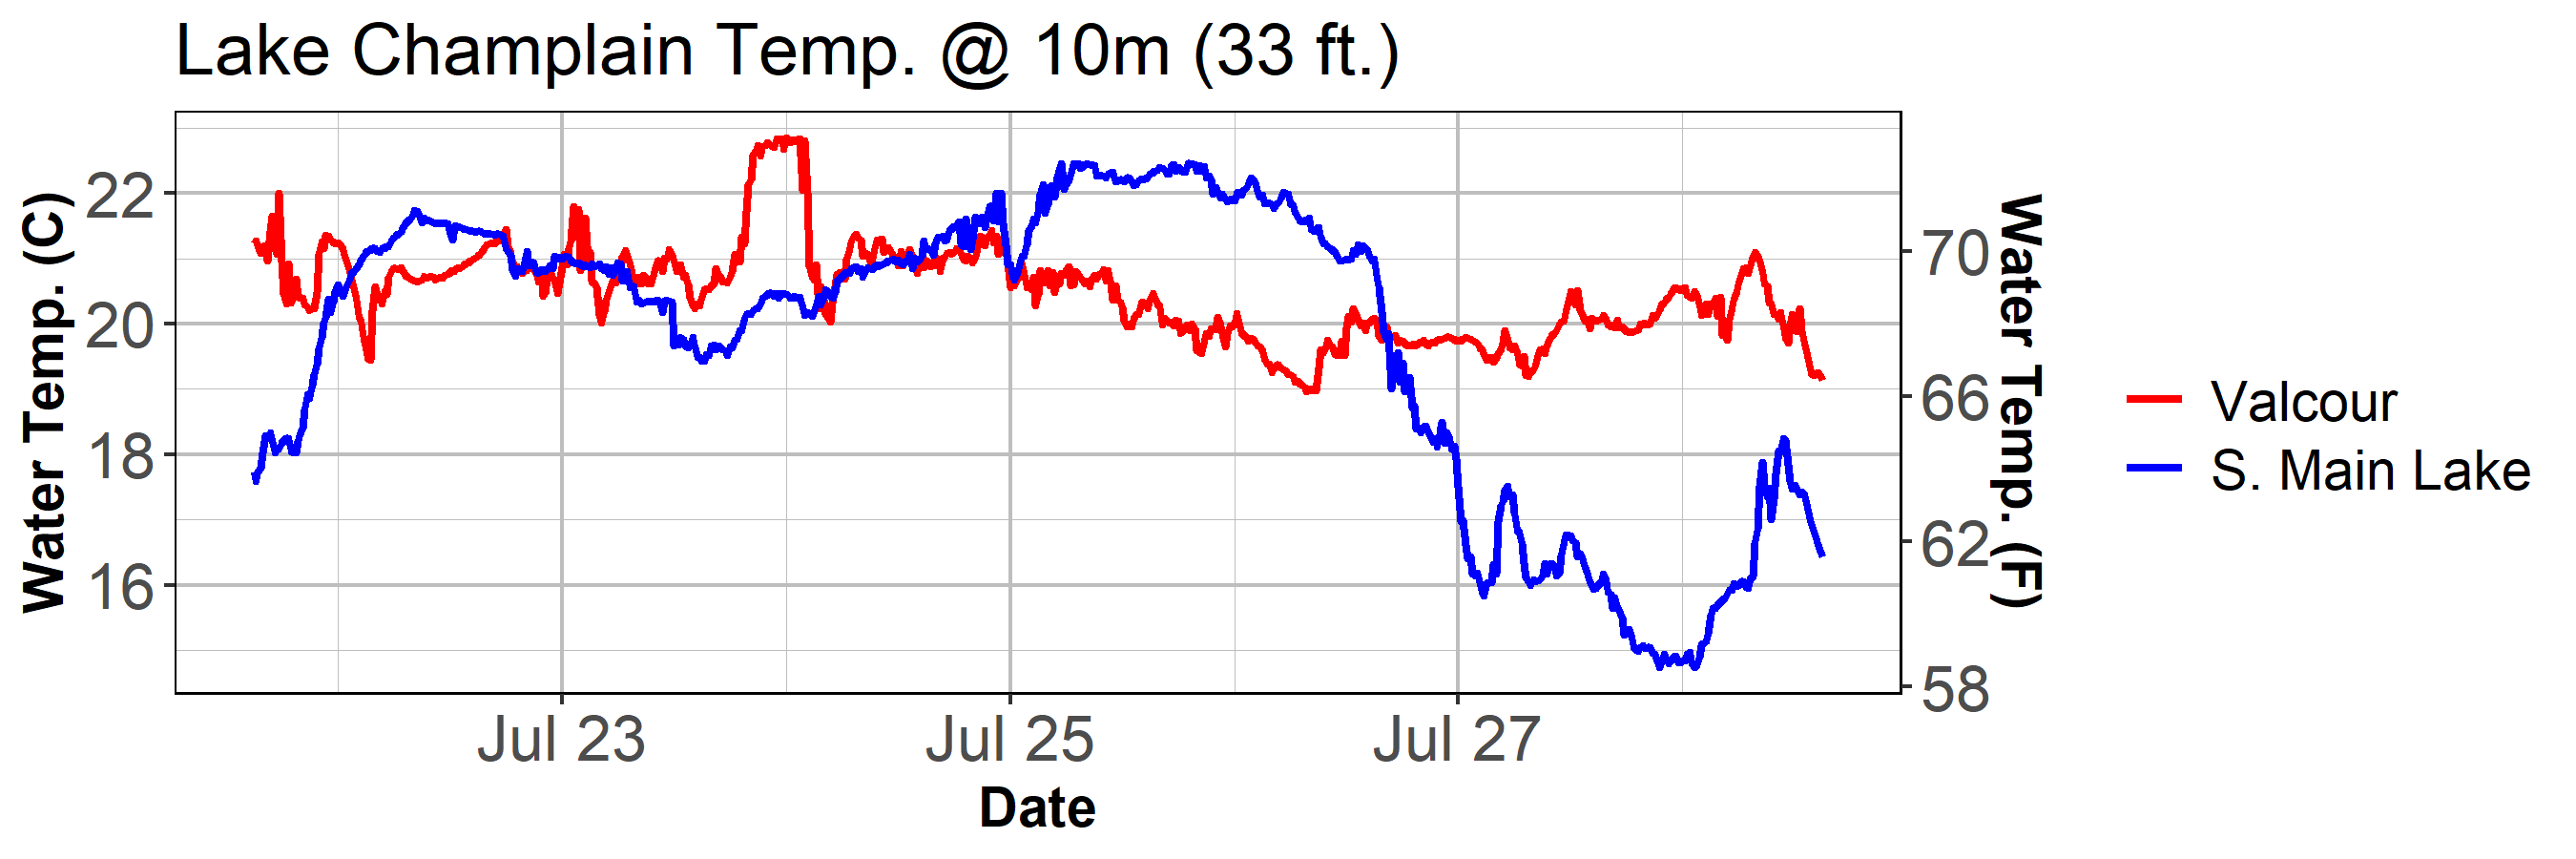 Lake Champlain Temp. @ 10m (33 ft.)
Water Temp. (C)
22
20
18
16
70
66
62
58
Water Temp. (F)
Jul 23
Jul 25
Jul 27
Date
Valcour
S. Main Lake